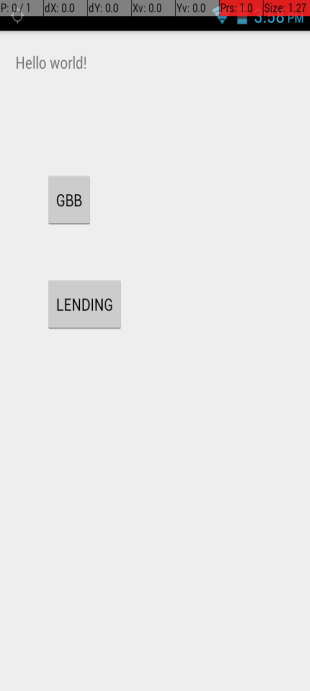 P: 0 / 1 dX: 0.0 dY: 0.0 Xv: 0.0 Yv: 0.0 Prs: 1.0 Size: 1.27
PM
Hello world!
GBB
LENDING